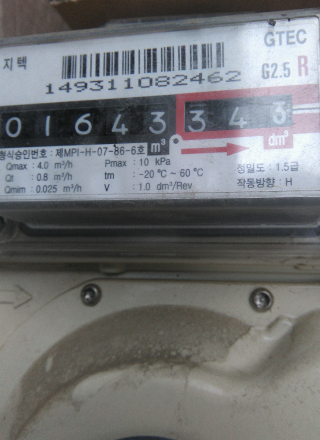 지텍
GTEC
149311082462
G2.5 R
01643 343
형식승인번호 : 제MPI-H-07-86-6호 m³ dm³
Qmax : 4.0 m³/h Pmax : 10 kPa
Qt : 0.8 m³/h tm : -20 °C ~ 60 °C 정밀도 : 1.5급
Qmim : 0.025 m³/h V : 1.0 dm³/Rev 작동방향 : H